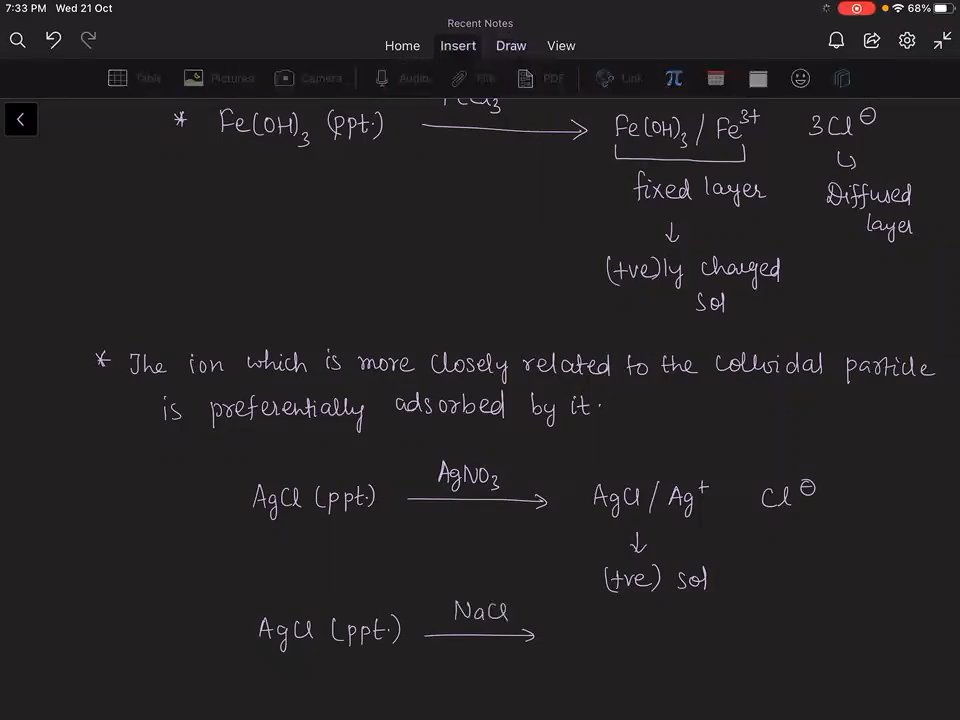 7:33 PM Wed 21 Oct
68%
Recent Notes
Home Insert Draw View
Table Pictures Camera Audio File PDF Link
FeCl3
* Fe(OH)3 (ppt.) → Fe(OH)3 / Fe3+ 3Cl⊖
fixed layer
Diffused
layer
(+ve)ly charged
sol
* The ion which is more closely related to the colloidal particle
is preferentially adsorbed by it.
AgNO3
AgCl (ppt.) → AgCl / Ag+ Cl⊖
(+ve) sol
NaCl
AgCl (ppt.) →